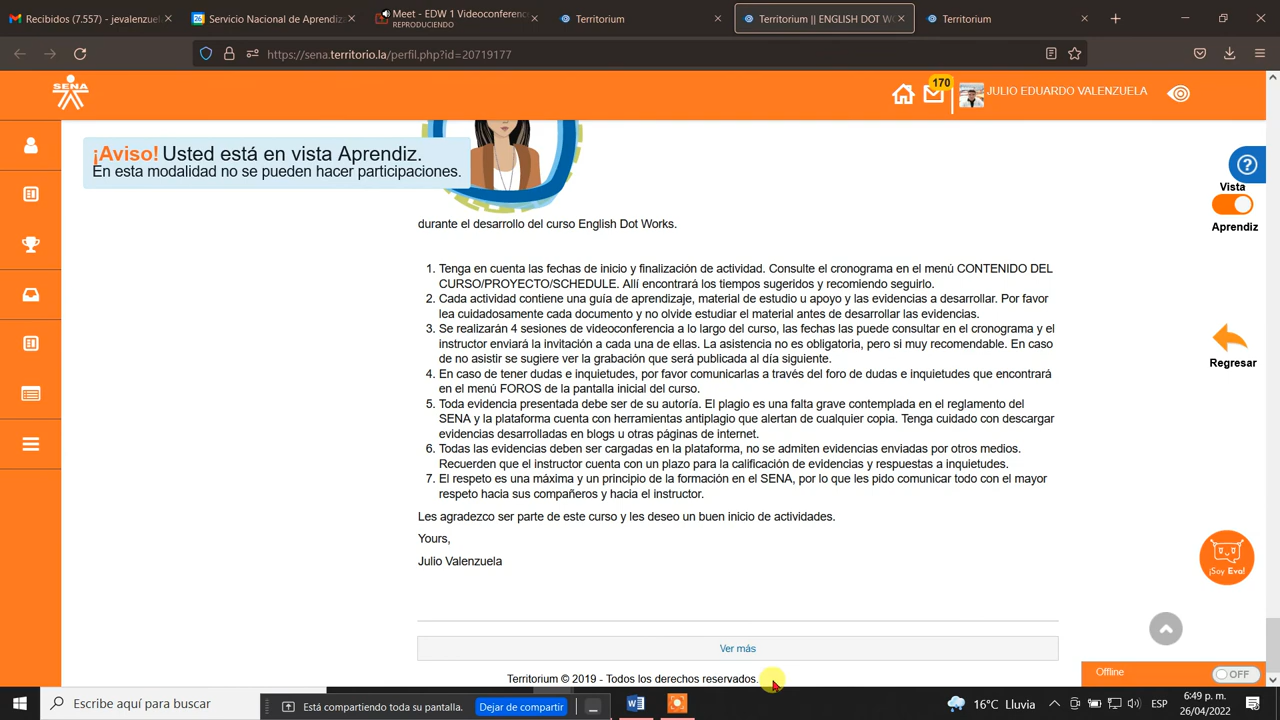 Recibidos (7.557) - jevalenzuel
Servicio Nacional de Aprendiza
Meet - EDW 1 Videoconferenc
REPRODUCIENDO
Territorium
Territorium || ENGLISH DOT WO
Territorium
https://sena.territorio.la/perfil.php?id=20719177
SENA
170
JULIO EDUARDO VALENZUELA
¡Aviso! Usted está en vista Aprendiz.
En esta modalidad no se pueden hacer participaciones.
Vista
Aprendiz
durante el desarrollo del curso English Dot Works.
1. Tenga en cuenta las fechas de inicio y finalización de actividad. Consulte el cronograma en el menú CONTENIDO DEL
CURSO/PROYECTO/SCHEDULE. Allí encontrará los tiempos sugeridos y recomiendo seguirlo.
2. Cada actividad contiene una guía de aprendizaje, material de estudio u apoyo y las evidencias a desarrollar. Por favor
lea cuidadosamente cada documento y no olvide estudiar el material antes de desarrollar las evidencias.
3. Se realizarán 4 sesiones de videoconferencia a lo largo del curso, las fechas las puede consultar en el cronograma y el
instructor enviará la invitación a cada una de ellas. La asistencia no es obligatoria, pero si muy recomendable. En caso
de no asistir se sugiere ver la grabación que será publicada al día siguiente.
Regresar
4. En caso de tener dudas e inquietudes, por favor comunicarlas a través del foro de dudas e inquietudes que encontrará
en el menú FOROS de la pantalla inicial del curso.
5. Toda evidencia presentada debe ser de su autoría. El plagio es una falta grave contemplada en el reglamento del
SENA y la plataforma cuenta con herramientas antiplagio que alertan de cualquier copia. Tenga cuidado con descargar
evidencias desarrolladas en blogs u otras páginas de internet.
6. Todas las evidencias deben ser cargadas en la plataforma, no se admiten evidencias enviadas por otros medios.
Recuerden que el instructor cuenta con un plazo para la calificación de evidencias y respuestas a inquietudes.
7. El respeto es una máxima y un principio de la formación en el SENA, por lo que les pido comunicar todo con el mayor
respeto hacia sus compañeros y hacia el instructor.
Les agradezco ser parte de este curso y les deseo un buen inicio de actividades.
Yours,
Julio Valenzuela
¡Soy Eva!
Ver más
Territorium © 2019 - Todos los derechos reservados.
Offline
OFF
Escribe aquí para buscar
Está compartiendo toda su pantalla.
Dejar de compartir
16°C Lluvia
ESP
6:49 p. m.
26/04/2022